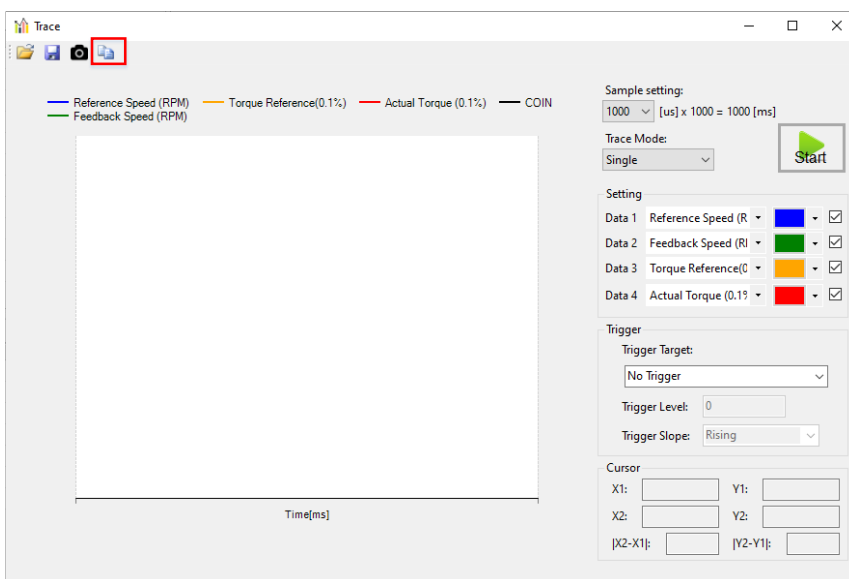 Trace
Reference Speed (RPM) Torque Reference(0.1%) Actual Torque (0.1%) COIN
Feedback Speed (RPM)
Time[ms]
Sample setting:
1000 [us] x 1000 = 1000 [ms]
Trace Mode:
Single
Start
Setting
Data 1 Reference Speed (R
Data 2 Feedback Speed (RI
Data 3 Torque Reference(0
Data 4 Actual Torque (0.1%
Trigger
Trigger Target:
No Trigger
Trigger Level: 0
Trigger Slope: Rising
Cursor
X1: Y1:
X2: Y2:
|X2-X1|: |Y2-Y1|: